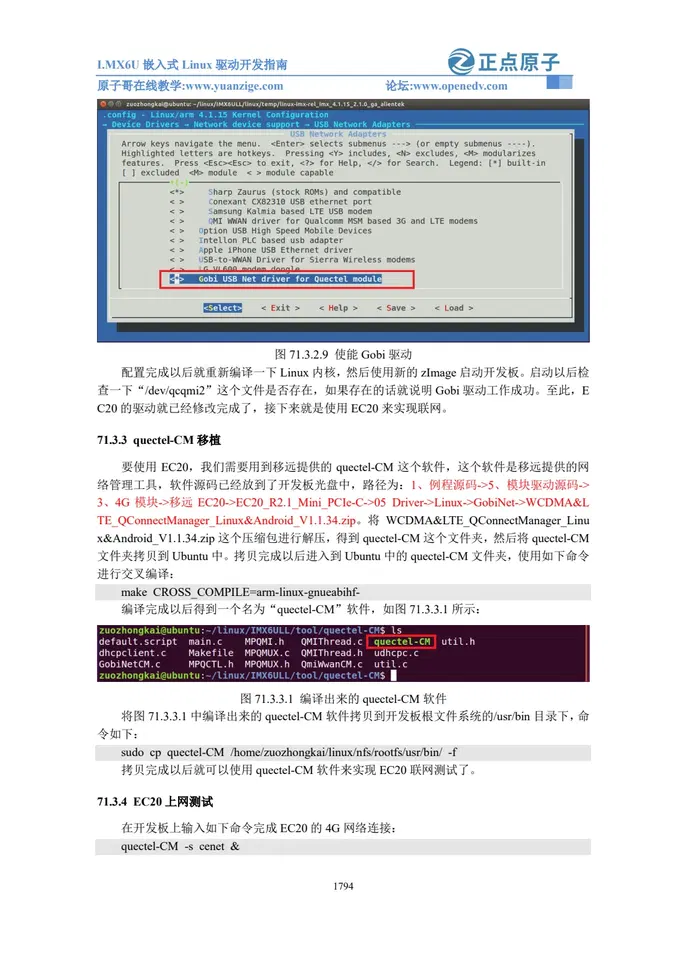 I.MX6U 嵌入式 Linux 驱动开发指南
正点原子
原子哥在线教学:www.yuanzige.com 论坛:www.openedv.com
zuozhongkai@ubuntu: ~/linux/IMX6ULL/linux/temp/linux-imx-rel_imx_4.1.15_2.1.0_ga_alientek
.config - Linux/arm 4.1.15 Kernel Configuration
→ Device Drivers → Network device support → USB Network Adapters
USB Network Adapters
Arrow keys navigate the menu. <Enter> selects submenus ---> (or empty submenus ----).
Highlighted letters are hotkeys. Pressing <Y> includes, <N> excludes, <M> modularizes
features. Press <Esc><Esc> to exit, <?> for Help, </> for Search. Legend: [*] built-in
[ ] excluded <M> module < > module capable
<*> Sharp Zaurus (stock ROMs) and compatible
< > Conexant CX82310 USB ethernet port
< > Samsung Kalmia based LTE USB modem
< > QMI WWAN driver for Qualcomm MSM based 3G and LTE modems
< > Option USB High Speed Mobile Devices
< > Intellon PLC based usb adapter
< > Apple iPhone USB Ethernet driver
< > USB-to-WWAN Driver for Sierra Wireless modems
< > LG VL600 modem dongle
<*> Gobi USB Net driver for Quectel module
<Select> < Exit > < Help > < Save > < Load >
图 71.3.2.9 使能 Gobi 驱动
配置完成以后就重新编译一下 Linux 内核，然后使用新的 zImage 启动开发板。启动以后检
查一下“/dev/qcqmi2”这个文件是否存在，如果存在的话就说明 Gobi 驱动工作成功。至此，E
C20 的驱动就已经修改完成了，接下来就是使用 EC20 来实现联网。
71.3.3 quectel-CM 移植
要使用 EC20，我们需要用到移远提供的 quectel-CM 这个软件，这个软件是移远提供的网
络管理工具，软件源码已经放到了开发板光盘中，路径为：1、例程源码->5、模块驱动源码->
3、4G 模块->移远 EC20->EC20_R2.1_Mini_PCIe-C->05 Driver->Linux->GobiNet->WCDMA&L
TE_QConnectManager_Linux&Android_V1.1.34.zip。将 WCDMA&LTE_QConnectManager_Linu
x&Android_V1.1.34.zip 这个压缩包进行解压，得到 quectel-CM 这个文件夹，然后将 quectel-CM
文件夹拷贝到 Ubuntu 中。拷贝完成以后进入到 Ubuntu 中的 quectel-CM 文件夹，使用如下命令
进行交叉编译：
make CROSS_COMPILE=arm-linux-gnueabihf-
编译完成以后得到一个名为“quectel-CM”软件，如图 71.3.3.1 所示：
zuozhongkai@ubuntu:~/linux/IMX6ULL/tool/quectel-CM$ ls
default.script main.c MPQMI.h QMIThread.c quectel-CM util.h
dhcpclient.c Makefile MPQMUX.c QMIThread.h udhcpc.c
GobiNetCM.c MPQCTL.h MPQMUX.h QmiWwanCM.c util.c
zuozhongkai@ubuntu:~/linux/IMX6ULL/tool/quectel-CM$
图 71.3.3.1 编译出来的 quectel-CM 软件
将图 71.3.3.1 中编译出来的 quectel-CM 软件拷贝到开发板根文件系统的/usr/bin 目录下，命
令如下：
sudo cp quectel-CM /home/zuozhongkai/linux/nfs/rootfs/usr/bin/ -f
拷贝完成以后就可以使用 quectel-CM 软件来实现 EC20 联网测试了。
71.3.4 EC20 上网测试
在开发板上输入如下命令完成 EC20 的 4G 网络连接：
quectel-CM -s cenet &
1794